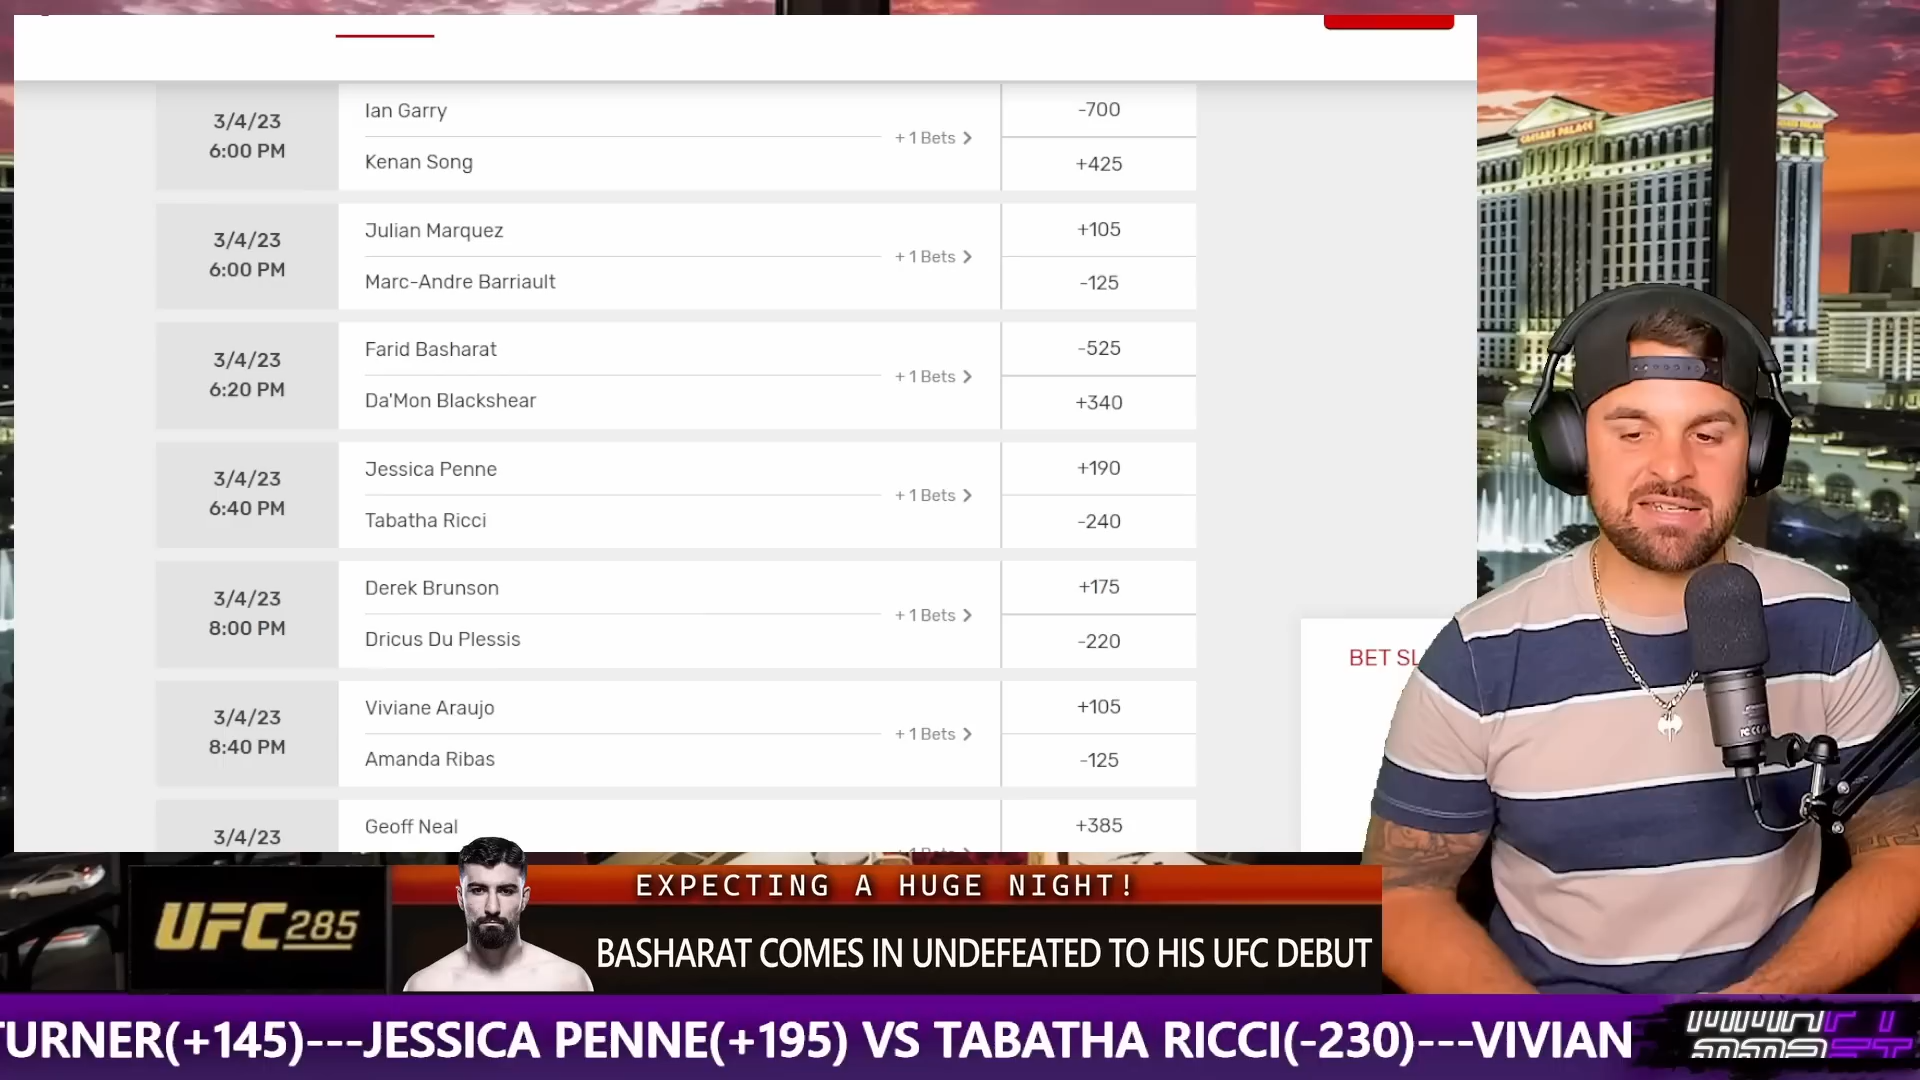 CAESARS PALACE
3/4/23
6:00 PM
Ian Garry
Kenan Song
+ 1 Bets
-700
+425
3/4/23
6:00 PM
Julian Marquez
Marc-Andre Barriault
+ 1 Bets
+105
-125
3/4/23
6:20 PM
Farid Basharat
Da'Mon Blackshear
+ 1 Bets
-525
+340
3/4/23
6:40 PM
Jessica Penne
Tabatha Ricci
+ 1 Bets
+190
-240
3/4/23
8:00 PM
Derek Brunson
Dricus Du Plessis
+ 1 Bets
+175
-220
3/4/23
8:40 PM
Viviane Araujo
Amanda Ribas
+ 1 Bets
+105
-125
3/4/23
Geoff Neal
+385
BET SL
UFC 285
EXPECTING A HUGE NIGHT!
BASHARAT COMES IN UNDEFEATED TO HIS UFC DEBUT
TURNER(+145)---JESSICA PENNE(+195) VS TABATHA RICCI(-230)---VIVIAN